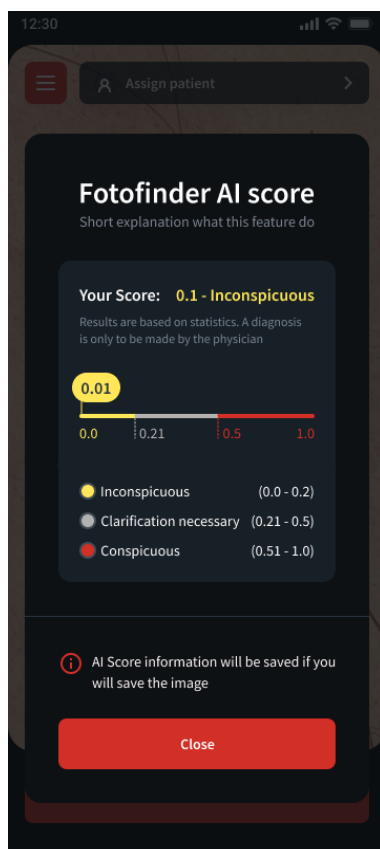 12:30
Assign patient
Fotofinder AI score
Short explanation what this feature do
Your Score: 0.1 - Inconspicuous
Results are based on statistics. A diagnosis
is only to be made by the physician
0.01
0.0 0.21 0.5 1.0
Inconspicuous (0.0 - 0.2)
Clarification necessary (0.21 - 0.5)
Conspicuous (0.51 - 1.0)
AI Score information will be saved if you
will save the image
Close